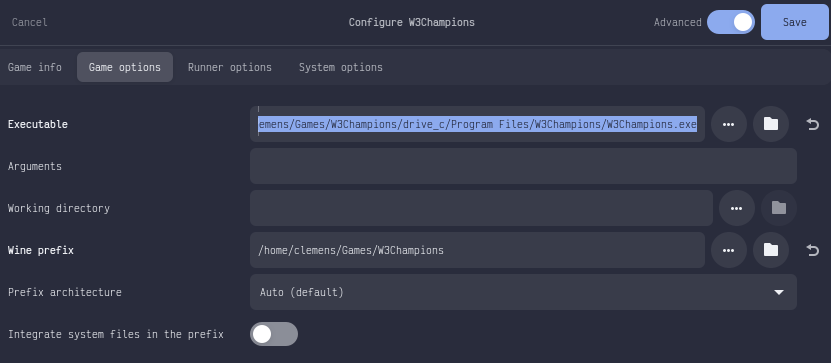 Cancel
Configure W3Champions
Advanced
Save
Game info
Game options
Runner options
System options
Executable
emens/Games/W3Champions/drive_c/Program Files/W3Champions/W3Champions.exe
Arguments
Working directory
Wine prefix
/home/clemens/Games/W3Champions
Prefix architecture
Auto (default)
Integrate system files in the prefix